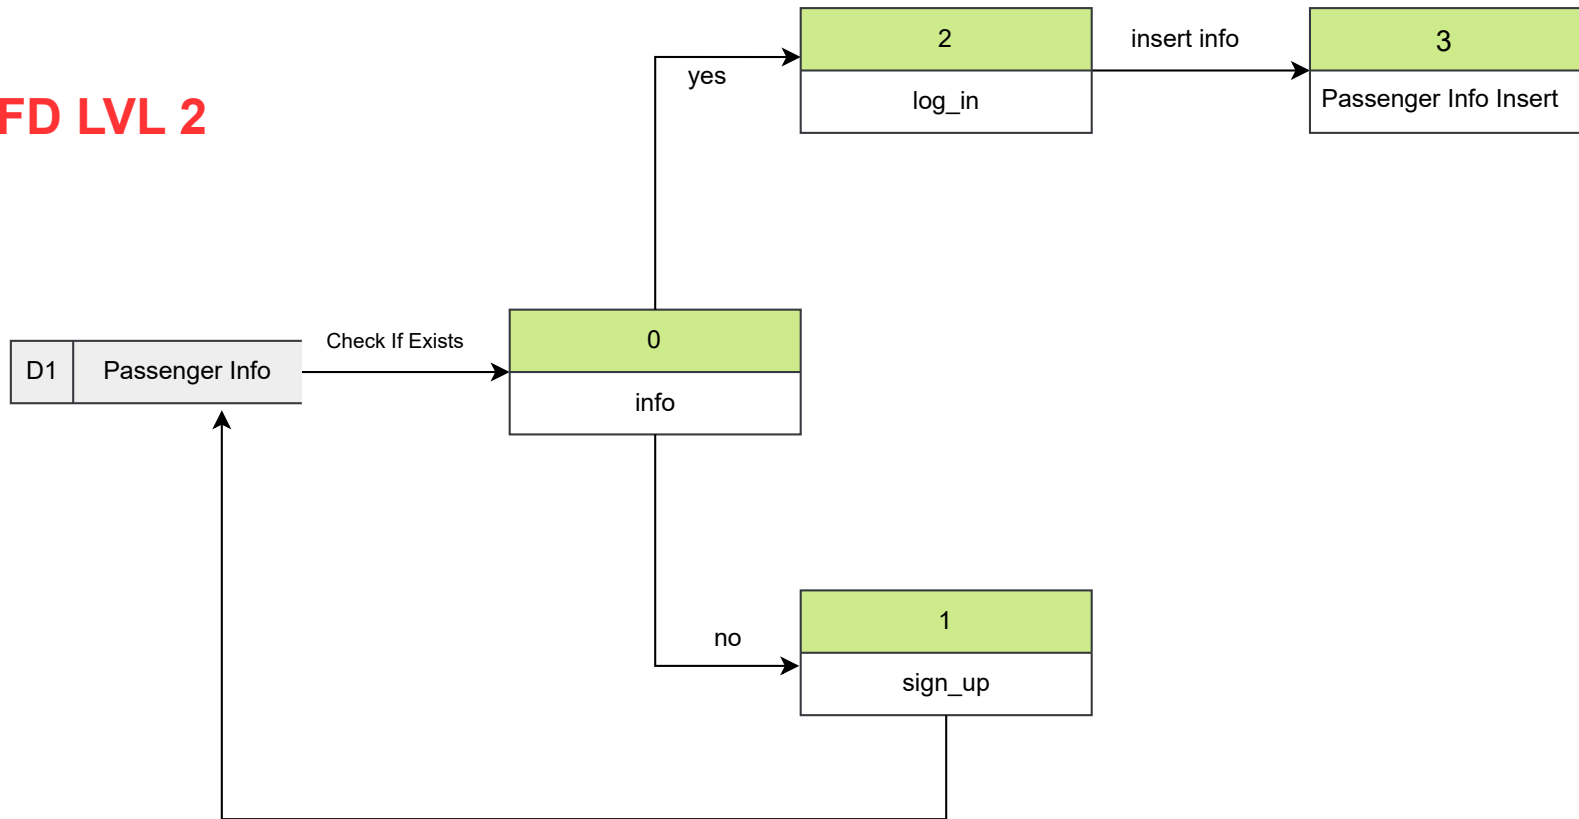 2
insert info
3
yes
log_in
Passenger Info Insert
FD LVL 2
Check If Exists
0
D1
Passenger Info
info
no
1
sign_up